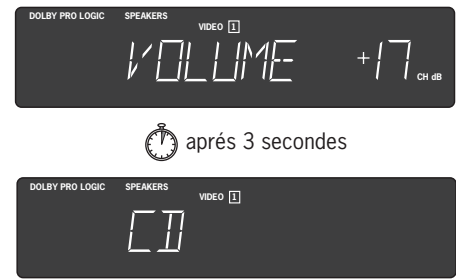 DOLBY PRO LOGIC SPEAKERS
VIDEO 1
VOLUME +17 CH dB
aprés 3 secondes
DOLBY PRO LOGIC SPEAKERS
VIDEO 1
CD